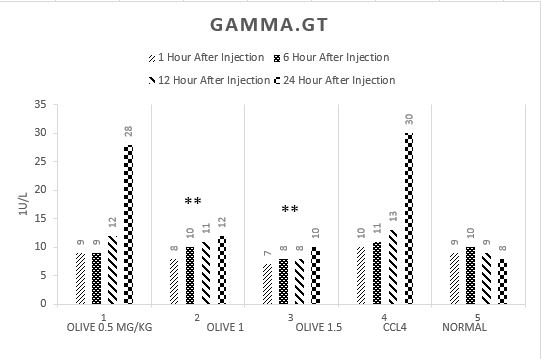 GAMMA.GT
1 Hour After Injection 6 Hour After Injection
12 Hour After Injection 24 Hour After Injection
35
30
25
20
15
10
5
0
1U/L
9 9 12 28
** 8 10 11 12
** 7 8 8 10
10 11 13 30
9 10 9 8
1 2 3 4 5
OLIVE 0.5 MG/KG OLIVE 1 OLIVE 1.5 CCL4 NORMAL